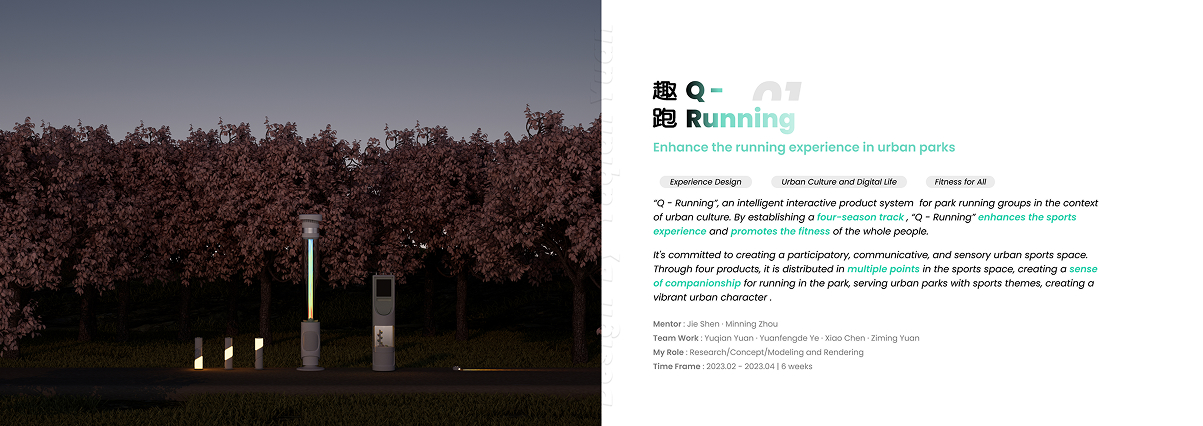 趣 Q -
01
跑 Running
Enhance the running experience in urban parks
Experience Design
Urban Culture and Digital Life
Fitness for All
“Q - Running”, an intelligent interactive product system for park running groups in the context
of urban culture. By establishing a four-season track , “Q - Running” enhances the sports
experience and promotes the fitness of the whole people.
It's committed to creating a participatory, communicative, and sensory urban sports space.
Through four products, it is distributed in multiple points in the sports space, creating a sense
of companionship for running in the park, serving urban parks with sports themes, creating a
vibrant urban character .
Mentor : Jie Shen · Minning Zhou
Team Work : Yuqian Yuan · Yuanfengde Ye · Xiao Chen · Ziming Yuan
My Role : Research/Concept/Modeling and Rendering
Time Frame : 2023.02 - 2023.04 | 6 weeks
Design by Yuqian Yuan